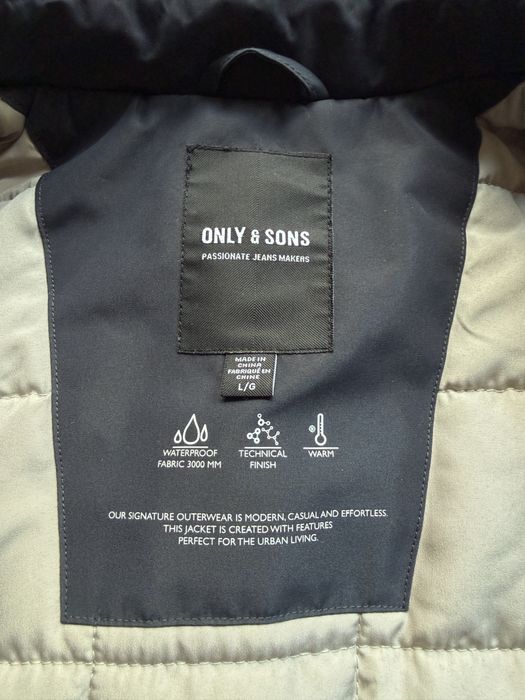 ONLY & SONS
PASSIONATE JEANS MAKERS
MADE IN
CHINA
FABRIQUÉ EN
CHINE
L/G
WATERPROOF
FABRIC 3000 MM
TECHNICAL
FINISH
WARM
OUR SIGNATURE OUTERWEAR IS MODERN, CASUAL AND EFFORTLESS.
THIS JACKET IS CREATED WITH FEATURES
PERFECT FOR THE URBAN LIVING.